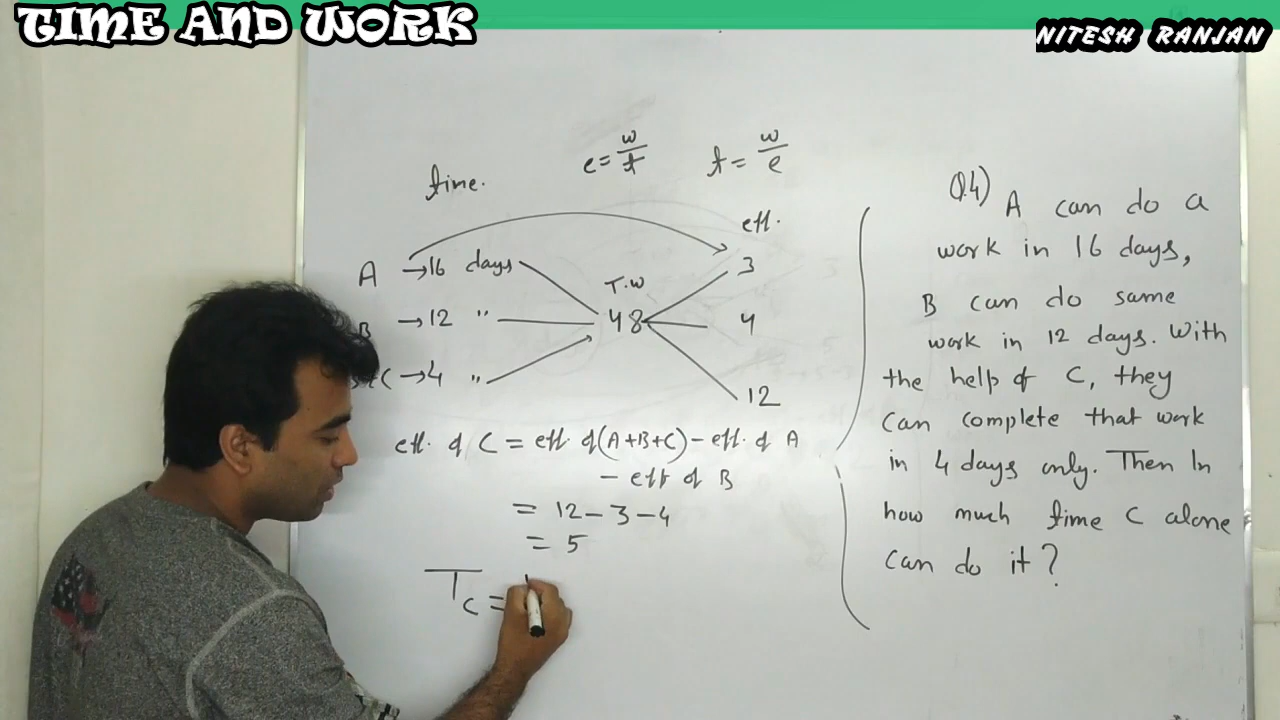 TIME AND WORK
NITESH RANJAN
time.
e = w/t
t = w/e
eff.
A → 16 days
3
T.W
B → 12 "
48
4
+C → 4 "
12
eff. of C = eff. of (A+B+C) - eff. of A
- eff of B
= 12 - 3 - 4
= 5
T_C =
Q.4) A can do a
work in 16 days,
B can do same
work in 12 days. With
the help of C, they
can complete that work
in 4 days only. Then In
how much time C alone
can do it?